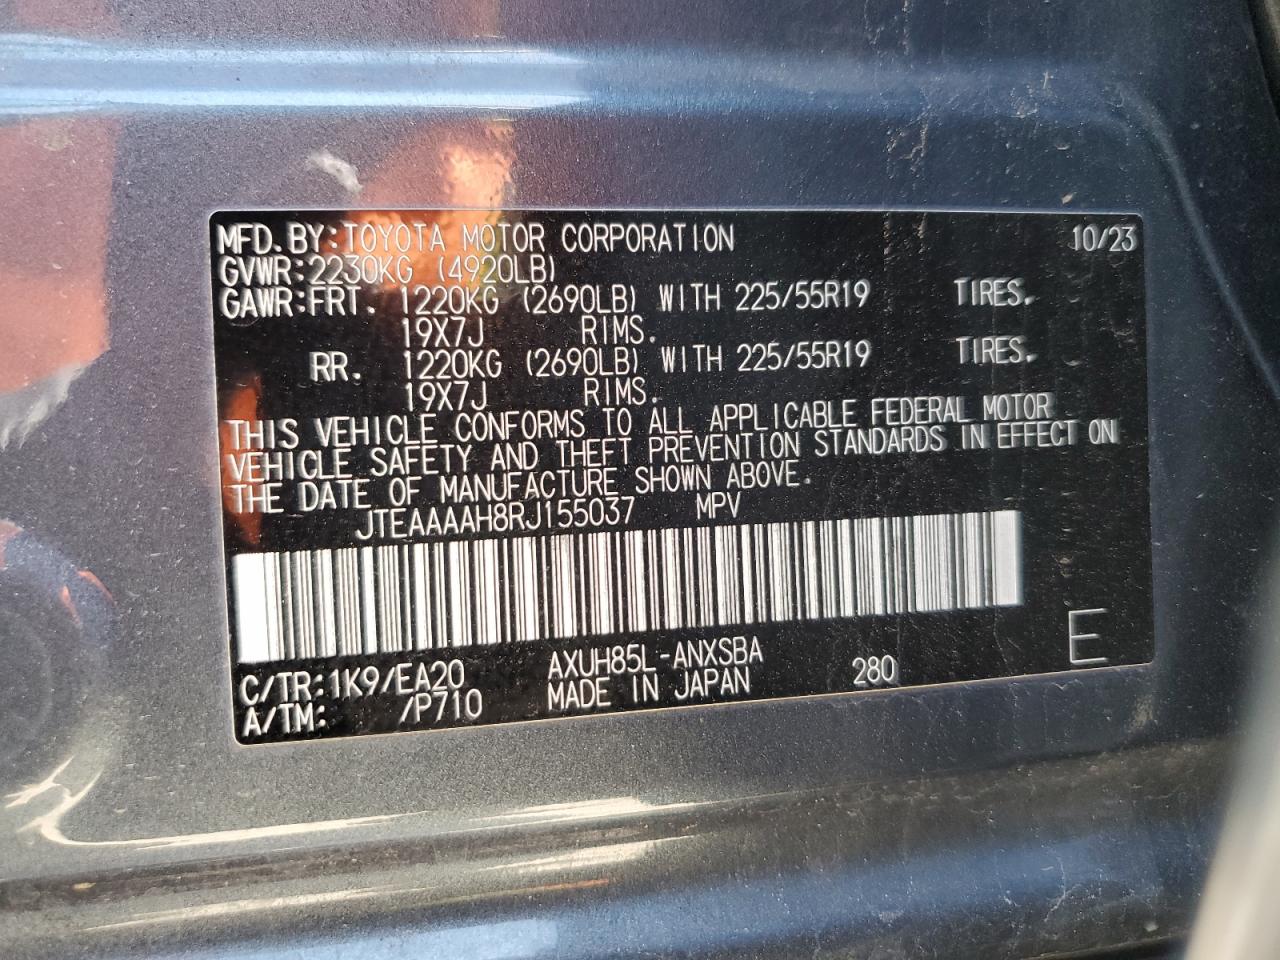 MFD. BY: TOYOTA MOTOR CORPORATION 10/23
GVWR: 2230KG (4920LB)
GAWR: FRT. 1220KG (2690LB) WITH 225/55R19 TIRES.
19X7J RIMS.
RR. 1220KG (2690LB) WITH 225/55R19 TIRES.
19X7J RIMS.
THIS VEHICLE CONFORMS TO ALL APPLICABLE FEDERAL MOTOR
VEHICLE SAFETY AND THEFT PREVENTION STANDARDS IN EFFECT ON
THE DATE OF MANUFACTURE SHOWN ABOVE.
JTEAAAAH8RJ155037 MPV
C/TR: 1K9/EA20 AXUH85L-ANXSBA 280 E
A/TM: /P710 MADE IN JAPAN